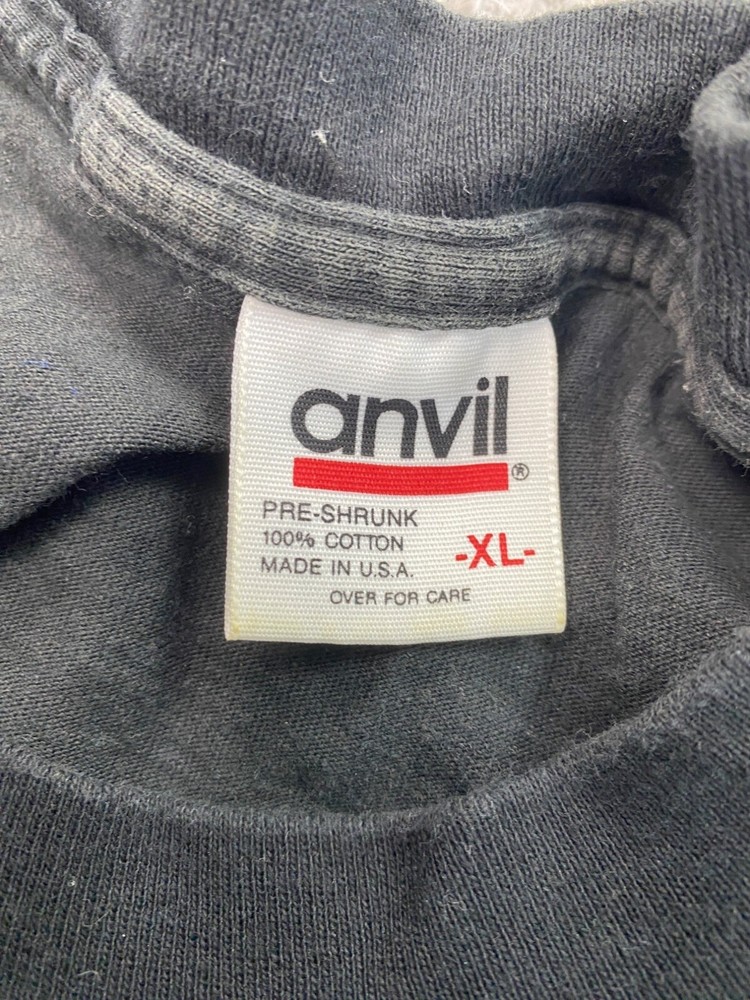 anvil®
PRE-SHRUNK
100% COTTON
MADE IN U.S.A.
-XL-
OVER FOR CARE